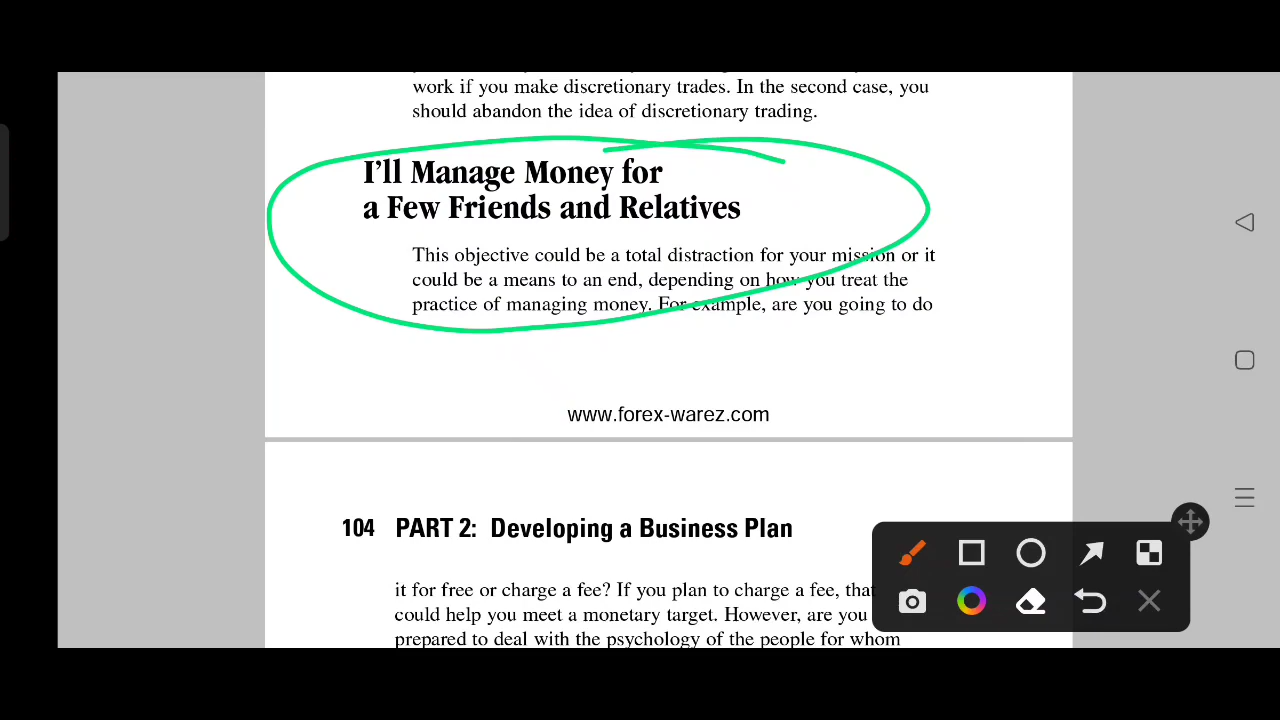 work if you make discretionary trades. In the second case, you
should abandon the idea of discretionary trading.
I'll Manage Money for
a Few Friends and Relatives
This objective could be a total distraction for your mission or it
could be a means to an end, depending on how you treat the
practice of managing money. For example, are you going to do
www.forex-warez.com
104 PART 2: Developing a Business Plan
it for free or charge a fee? If you plan to charge a fee, that
could help you meet a monetary target. However, are you
prepared to deal with the psychology of the people for whom